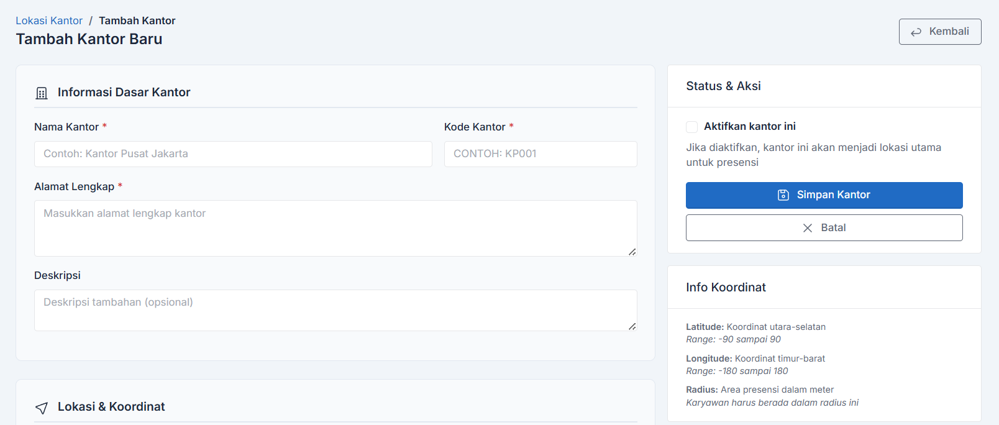 Lokasi Kantor / Tambah Kantor
Tambah Kantor Baru
Kembali
Informasi Dasar Kantor
Nama Kantor *
Contoh: Kantor Pusat Jakarta
Kode Kantor *
CONTOH: KP001
Alamat Lengkap *
Masukkan alamat lengkap kantor
Deskripsi
Deskripsi tambahan (opsional)
Lokasi & Koordinat
Status & Aksi
Aktifkan kantor ini
Jika diaktifkan, kantor ini akan menjadi lokasi utama
untuk presensi
Simpan Kantor
Batal
Info Koordinat
Latitude: Koordinat utara-selatan
Range: -90 sampai 90
Longitude: Koordinat timur-barat
Range: -180 sampai 180
Radius: Area presensi dalam meter
Karyawan harus berada dalam radius ini